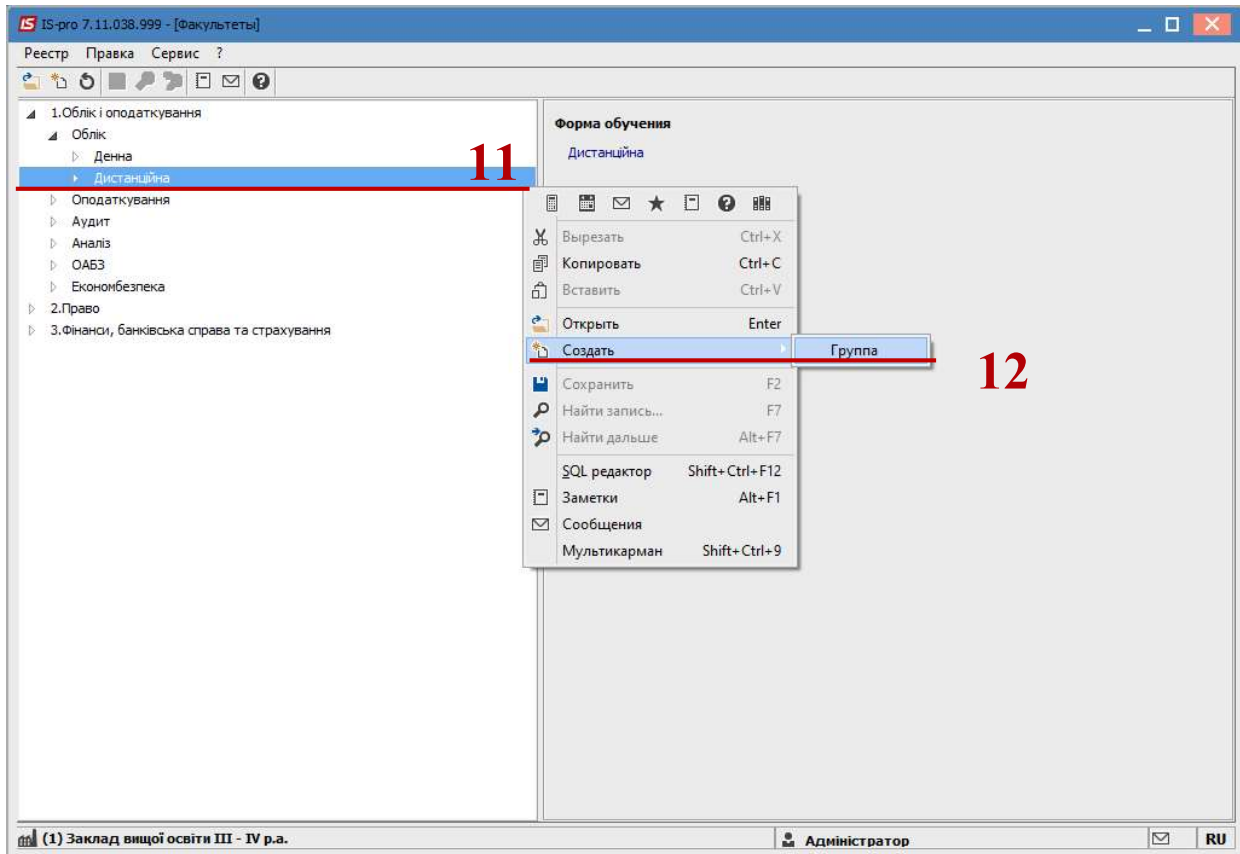 IS-pro 7.11.038.999 - [Факультеты]
Реестр Правка Сервис ?
1.Облік і оподаткування
Облік
Денна
Дистанційна
Оподаткування
Аудит
Аналіз
ОАБЗ
Економбезпека
2.Право
3.Фінанси, банківська справа та страхування
11
Форма обучения
Дистанційна
Вырезать Ctrl+X
Копировать Ctrl+C
Вставить Ctrl+V
Открыть Enter
Создать
Группа
12
Сохранить F2
Найти запись... F7
Найти дальше Alt+F7
SQL редактор Shift+Ctrl+F12
Заметки Alt+F1
Сообщения
Мультикарман Shift+Ctrl+9
(1) Заклад вищої освіти III - IV р.а. Адміністратор RU